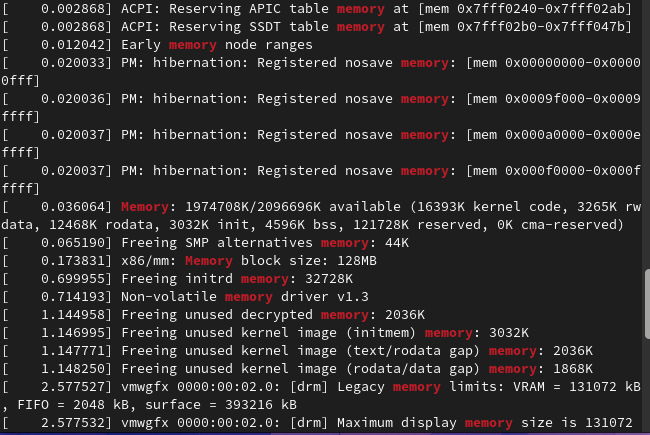 [    0.002868] ACPI: Reserving APIC table memory at [mem 0x7fff0240-0x7fff02ab]
[    0.002868] ACPI: Reserving SSDT table memory at [mem 0x7fff02b0-0x7fff047b]
[    0.012042] Early memory node ranges
[    0.020033] PM: hibernation: Registered nosave memory: [mem 0x00000000-0x0000
0fff]
[    0.020036] PM: hibernation: Registered nosave memory: [mem 0x0009f000-0x0009
ffff]
[    0.020037] PM: hibernation: Registered nosave memory: [mem 0x000a0000-0x000e
ffff]
[    0.020037] PM: hibernation: Registered nosave memory: [mem 0x000f0000-0x000f
ffff]
[    0.036064] Memory: 1974708K/2096696K available (16393K kernel code, 3265K rw
data, 12468K rodata, 3032K init, 4596K bss, 121728K reserved, 0K cma-reserved)
[    0.065190] Freeing SMP alternatives memory: 44K
[    0.173831] x86/mm: Memory block size: 128MB
[    0.699955] Freeing initrd memory: 32728K
[    0.714193] Non-volatile memory driver v1.3
[    1.144958] Freeing unused decrypted memory: 2036K
[    1.146995] Freeing unused kernel image (initmem) memory: 3032K
[    1.147771] Freeing unused kernel image (text/rodata gap) memory: 2036K
[    1.148250] Freeing unused kernel image (rodata/data gap) memory: 1868K
[    2.577527] vmwgfx 0000:00:02.0: [drm] Legacy memory limits: VRAM = 131072 kB
, FIFO = 2048 kB, surface = 393216 kB
[    2.577532] vmwgfx 0000:00:02.0: [drm] Maximum display memory size is 131072